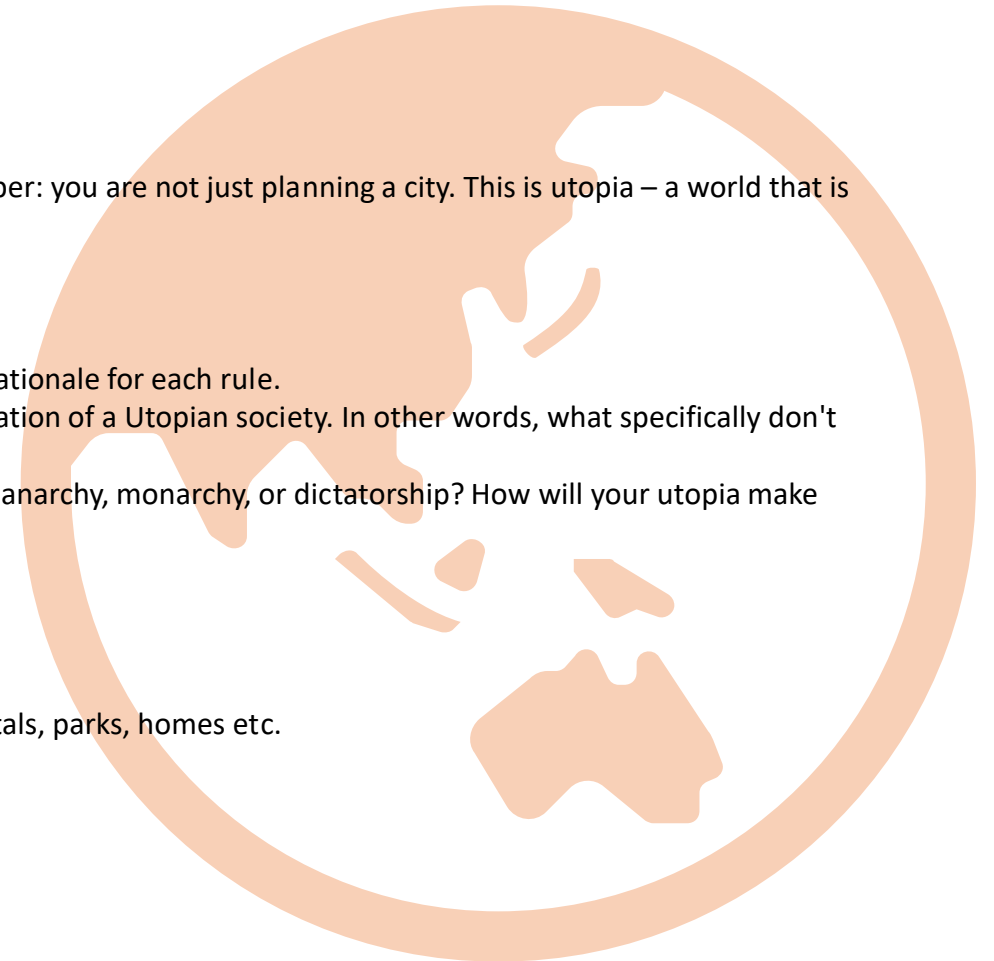 per: you are not just planning a city. This is utopia – a world that is
ationale for each rule.
ation of a Utopian society. In other words, what specifically don't
anarchy, monarchy, or dictatorship? How will your utopia make
tals, parks, homes etc.